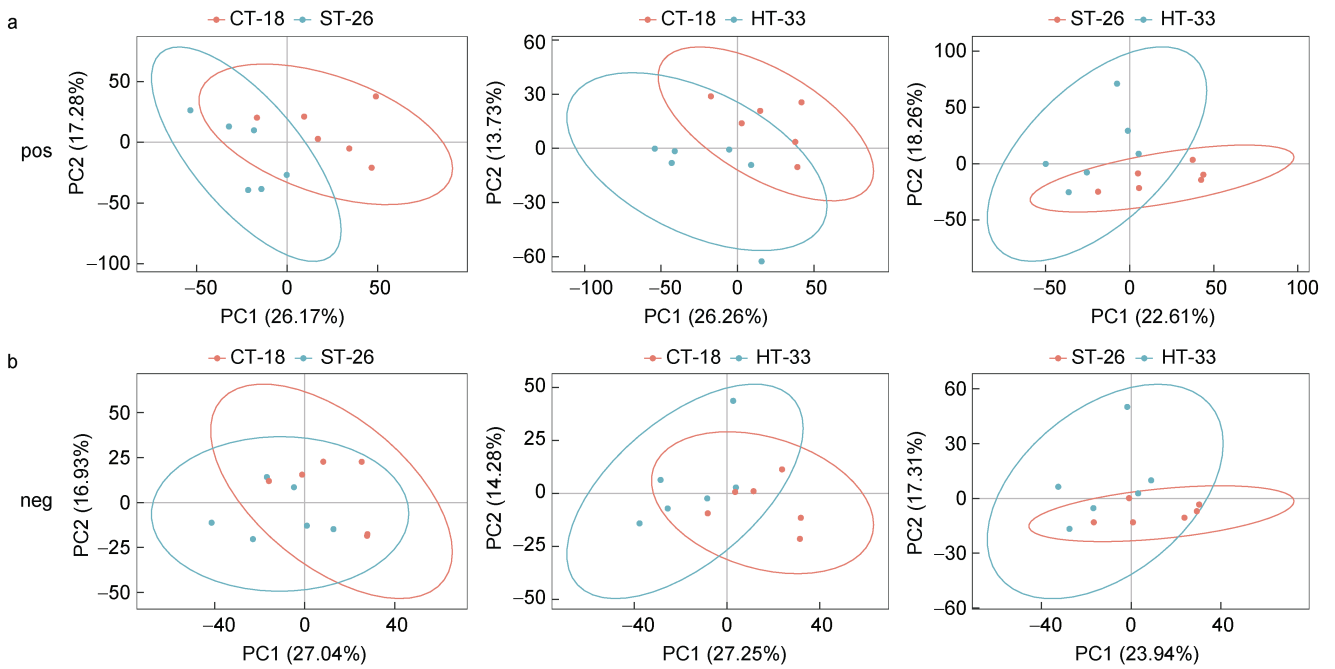 a
CT-18 ST-26
PC2 (17.28%)
50
0
−50
−100
−50 0 50
PC1 (26.17%)
CT-18 HT-33
PC2 (13.73%)
60
30
0
−30
−60
−100 −50 0 50
PC1 (26.26%)
ST-26 HT-33
PC2 (18.26%)
100
50
0
−50
−50 0 50 100
PC1 (22.61%)
pos
b
CT-18 ST-26
PC2 (16.93%)
50
25
0
−25
−50
−40 0 40
PC1 (27.04%)
CT-18 HT-33
PC2 (14.28%)
50
25
0
−25
−50
−40 0 40
PC1 (27.25%)
ST-26 HT-33
PC2 (17.31%)
60
30
0
−30
−60
−40 0 40
PC1 (23.94%)
neg